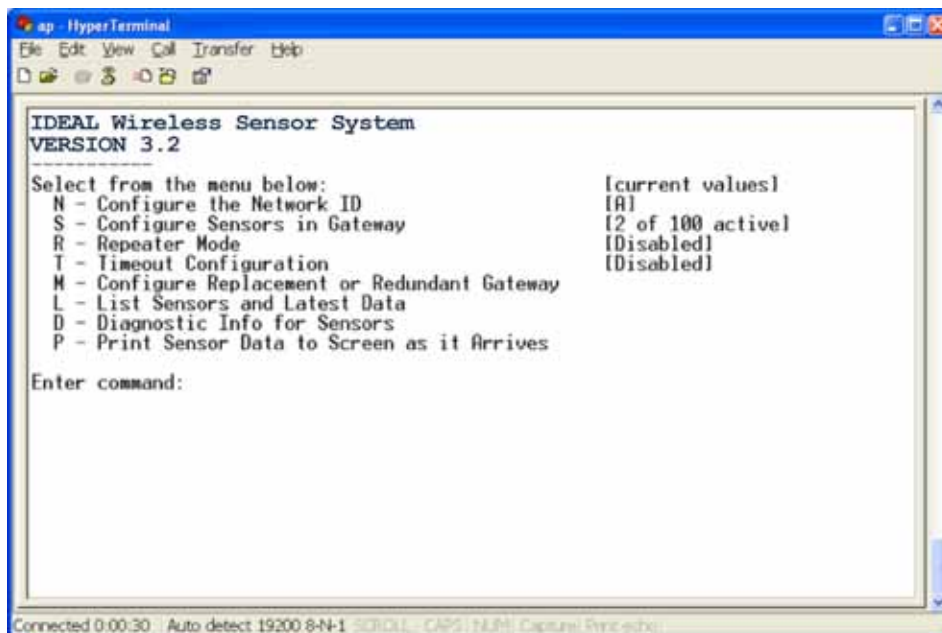 ap - HyperTerminal
File Edit View Call Transfer Help
IDEAL Wireless Sensor System
VERSION 3.2
-----------
Select from the menu below: [current values]
N - Configure the Network ID [A]
S - Configure Sensors in Gateway [2 of 100 active]
R - Repeater Mode [Disabled]
T - Timeout Configuration [Disabled]
M - Configure Replacement or Redundant Gateway
L - List Sensors and Latest Data
D - Diagnostic Info for Sensors
P - Print Sensor Data to Screen as it Arrives
Enter command:
Connected 0:00:30 Auto detect 19200 8-N-1 SCROLL CAPS NUM Capture Print echo